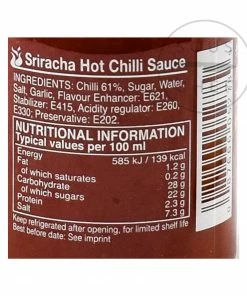 Sriracha Hot Chilli Sauce
INGREDIENTS: Chilli 61%, Sugar, Water,
Salt, Garlic, Flavour Enhancer: E621,
Stabilizer: E415, Acidity regulator: E260,
E330; Preservative: E202.
NUTRITIONAL INFORMATION
Typical values per 100 ml
Energy 585 kJ / 139 kcal
Fat 1.2 g
of which saturates 0.2 g
Carbohydrate 28 g
of which sugars 22 g
Protein 2.3 g
Salt 7.3 g
Keep refrigerated after opening, for limited shelf life
Best before date: See imprint